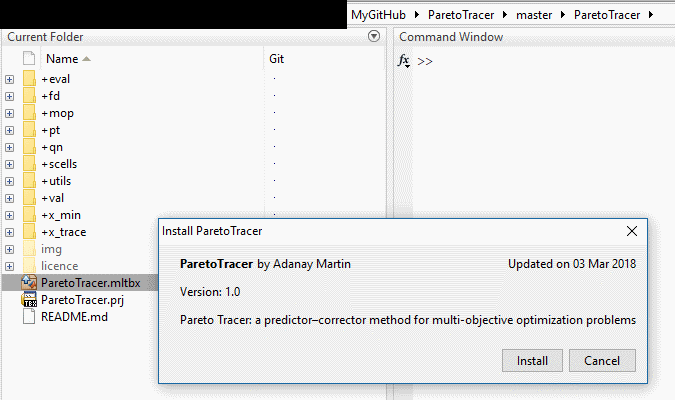 MyGitHub ▸ ParetoTracer ▸ master ▸ ParetoTracer ▸
Current Folder
Command Window
Name Git
fx >>
+eval
+fd
+mop
+pt
+qn
+scells
+utils
+val
+x_min
+x_trace
img
licence
ParetoTracer.mltbx
ParetoTracer.prj
README.md
Install ParetoTracer
ParetoTracer by Adanay Martin Updated on 03 Mar 2018
Version: 1.0
Pareto Tracer: a predictor–corrector method for multi-objective optimization problems
Install Cancel